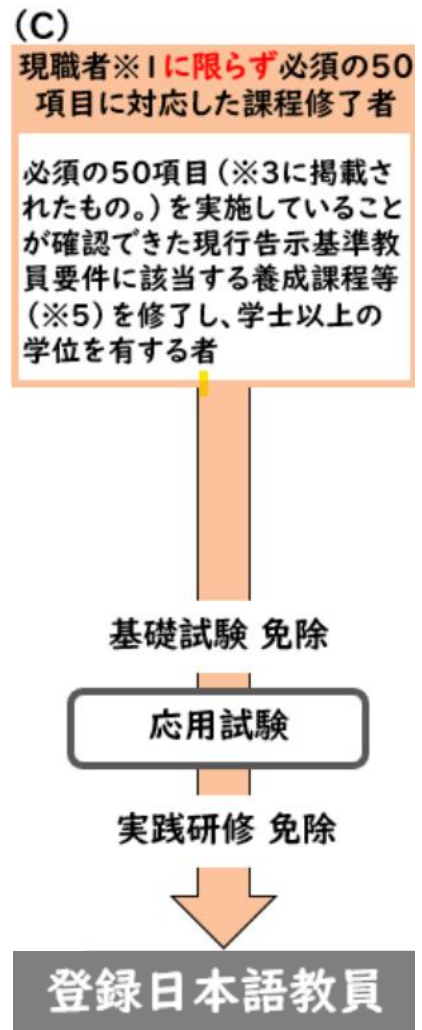 (C)
現職者※1に限らず必須の50
項目に対応した課程修了者
必須の50項目(※3に掲載さ
れたもの。)を実施していること
が確認できた現行告示基準教
員要件に該当する養成課程等
(※5)を修了し、学士以上の
学位を有する者
基礎試験 免除
応用試験
実践研修 免除
登録日本語教員